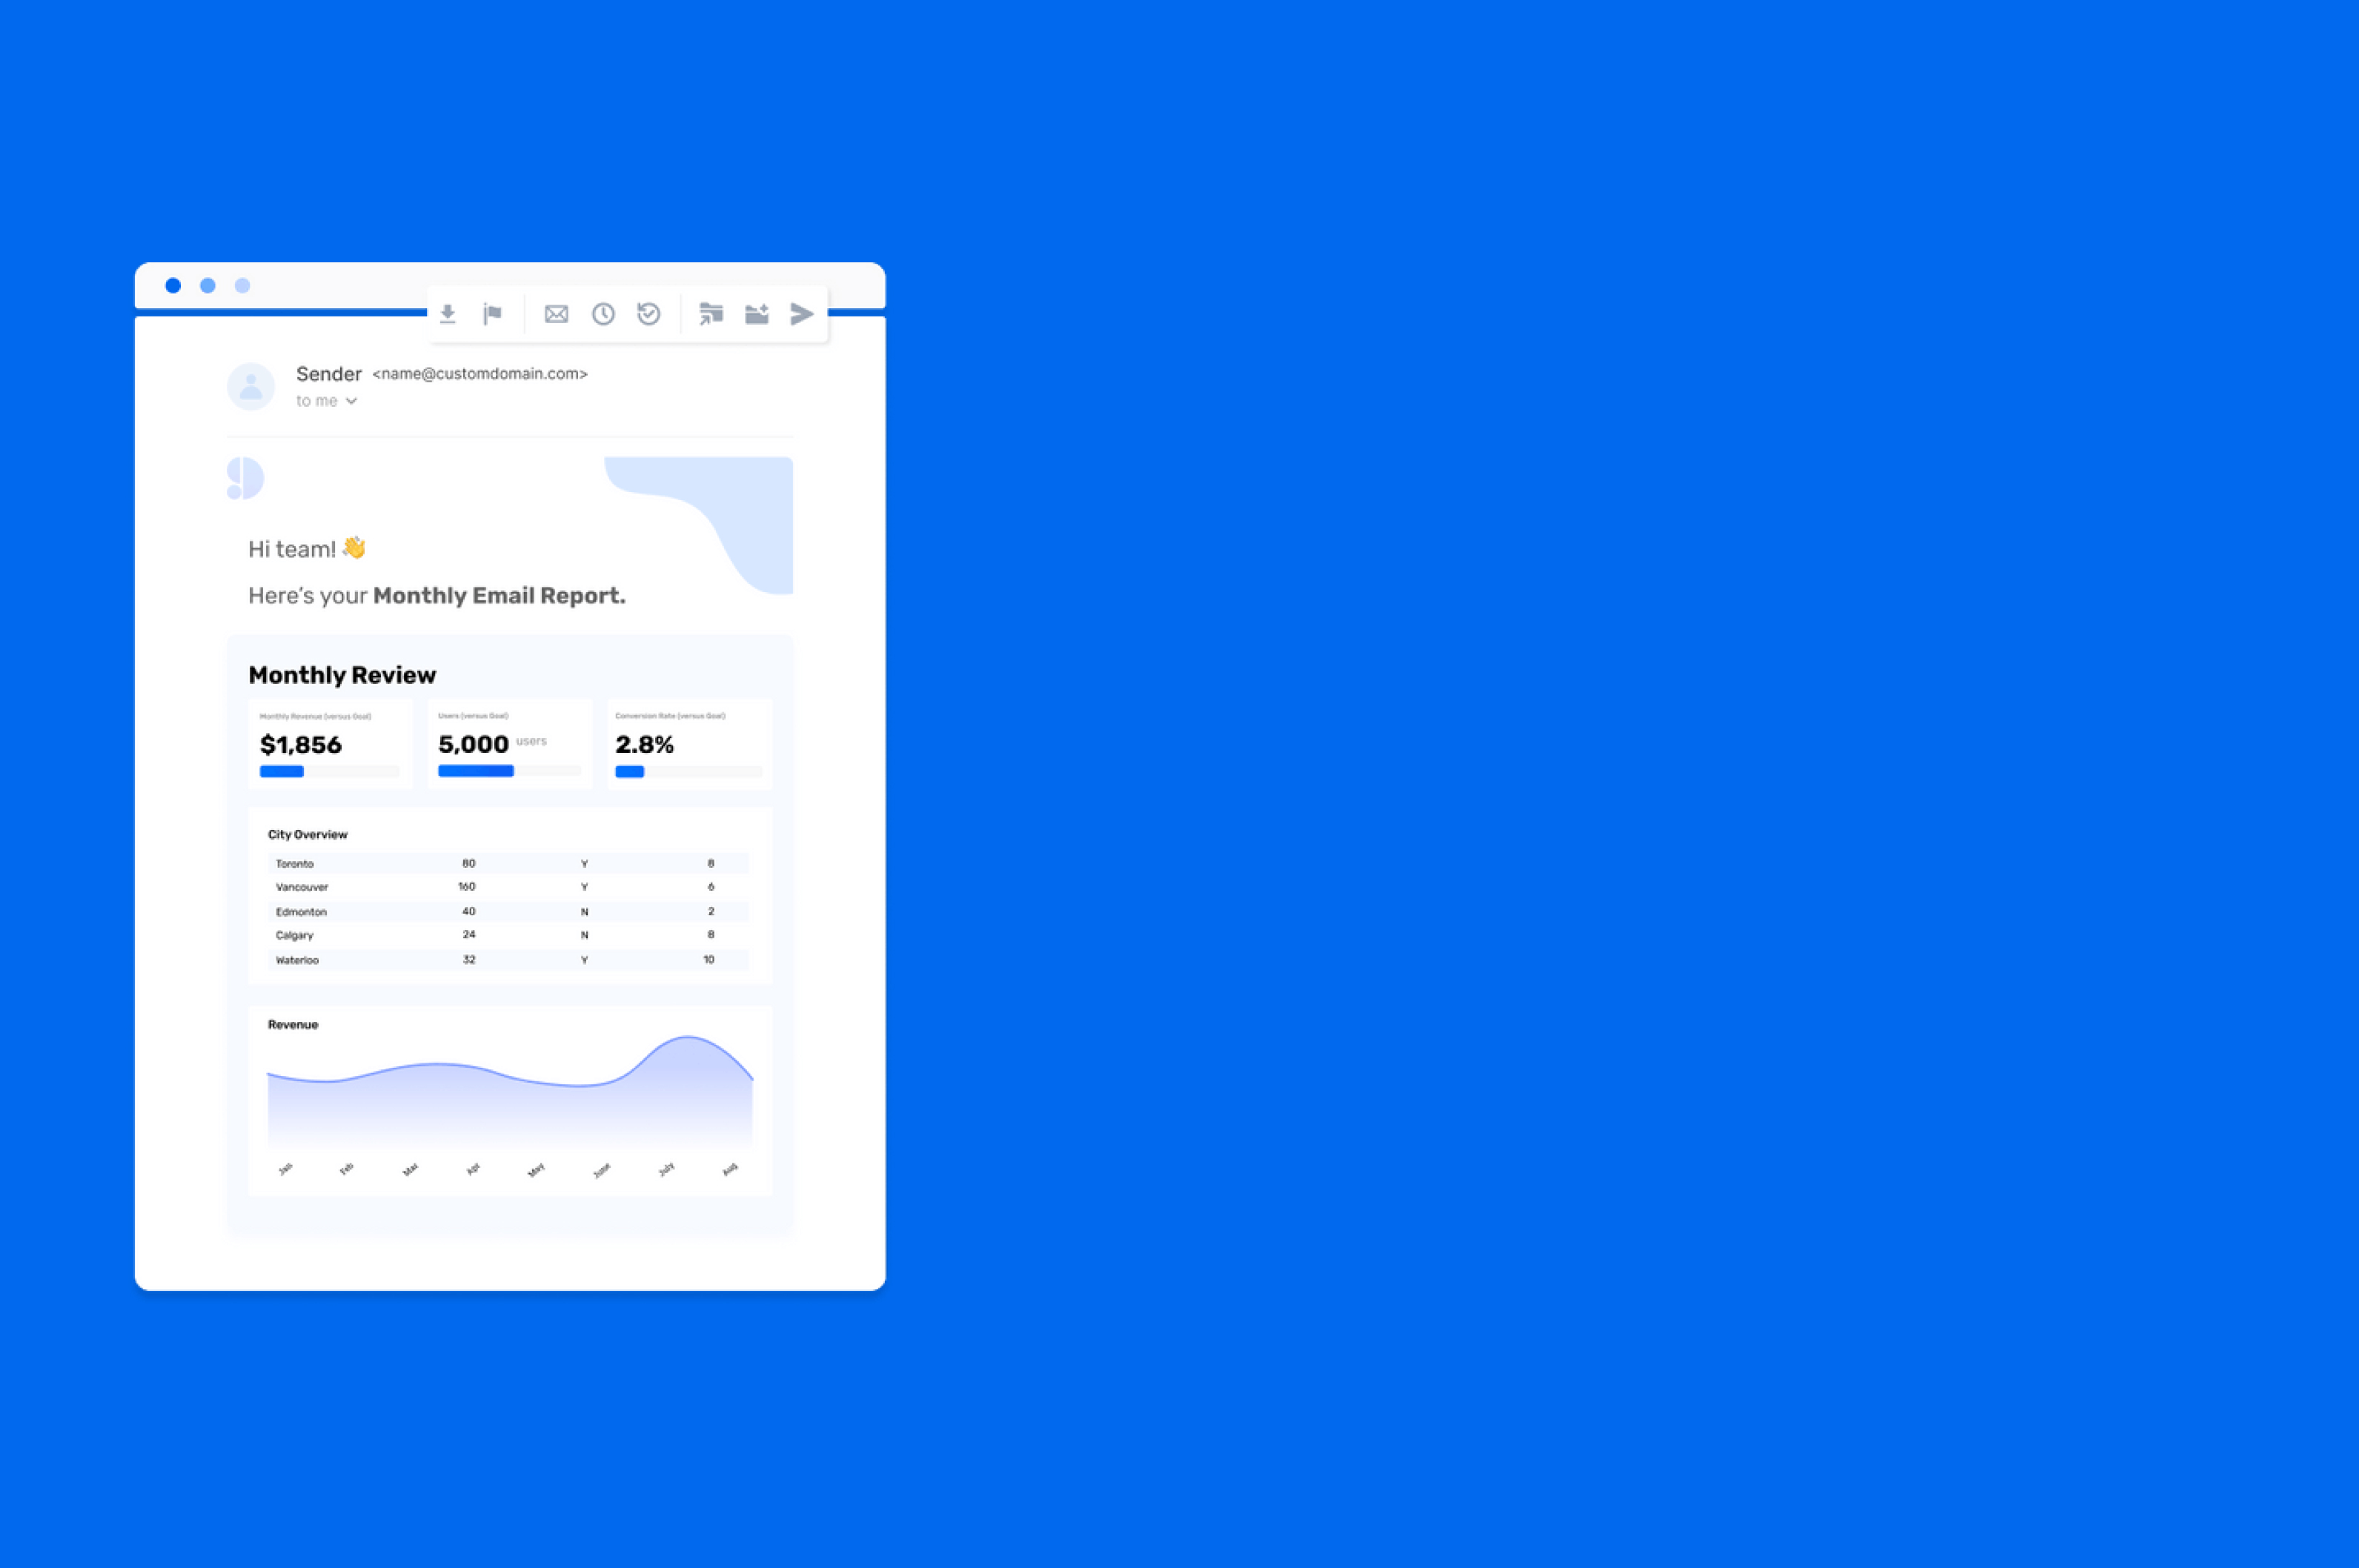 Sender <name@customdomain.com>
to me
Hi team! 👋
Here's your Monthly Email Report.
Monthly Review
Monthly Revenue (versus Goal)
$1,856
Users (versus Goal)
5,000 users
Conversion Rate (versus Goal)
2.8%
City Overview
Toronto 80 Y 8
Vancouver 160 Y 6
Edmonton 40 N 2
Calgary 24 N 8
Waterloo 32 Y 10
Revenue
Jan Feb Mar Apr May June July Aug